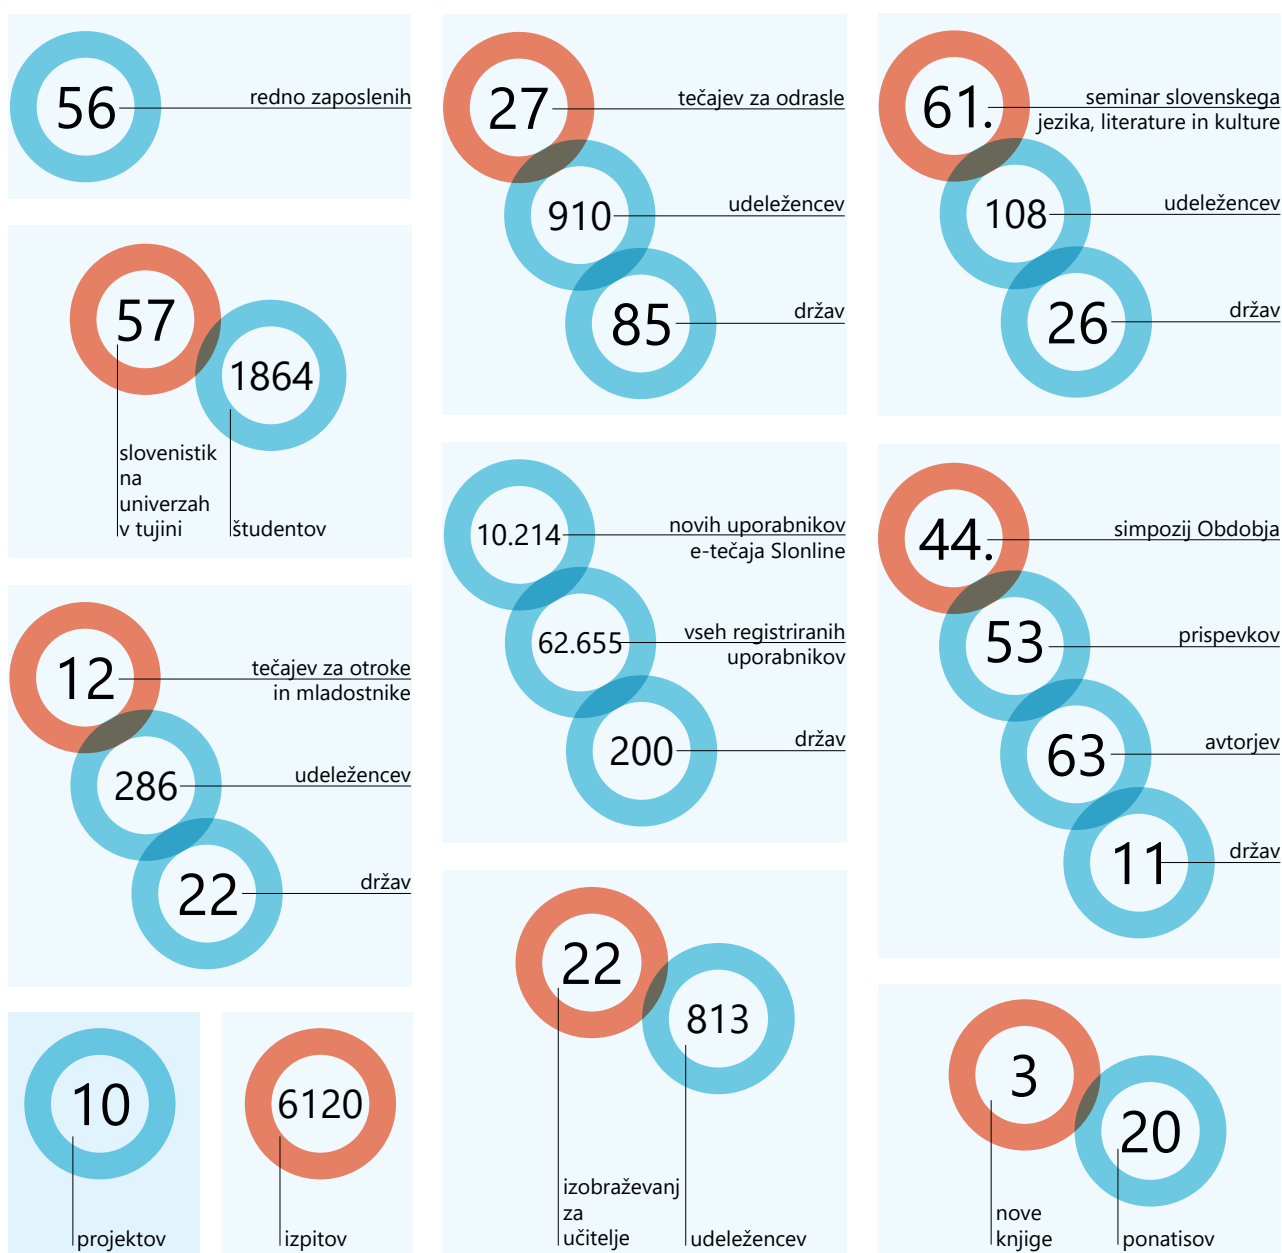 56
redno zaposlenih
57
1864
slovenistik
na
univerzah
v tujini
študentov
12
tečajev za otroke
in mladostnike
286
udeležencev
22
držav
10
projektov
6120
izpitov
27
tečajev za odrasle
910
udeležencev
85
držav
10.214
novih uporabnikov
e-tečaja Slonline
62.655
vseh registriranih
uporabnikov
200
držav
22
813
izobraževanj
za
učitelje
udeležencev
61.
seminar slovenskega
jezika, literature in kulture
108
udeležencev
26
držav
44.
simpozij Obdobja
53
prispevkov
63
avtorjev
11
držav
3
20
nove
knjige
ponatisov